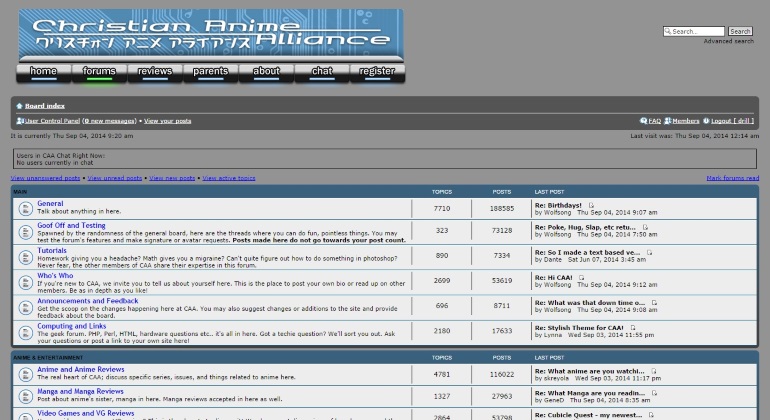 Christian Anime
クリスチャン アニメ アライアンス Alliance
home forums reviews parents about chat register
Search... Search
Advanced search
Board index
User Control Panel (0 new messages) • View your posts
FAQ Members Logout [ drill ]
It is currently Thu Sep 04, 2014 9:20 am
Last visit was: Thu Sep 04, 2014 12:14 am
Users in CAA Chat Right Now:
No users currently in chat
View unanswered posts • View unread posts • View new posts • View active topics
Mark forums read
MAIN TOPICS POSTS LAST POST
General
Talk about anything in here.
7710 188585
Re: Birthdays!
by Wolfsong Thu Sep 04, 2014 9:07 am
Goof Off and Testing
Spawned by the randomness of the general board, here are the threads where you can do fun, pointless things. You may
test the forum's features and make signature or avatar requests. Posts made here do not go towards your post count.
323 73128
Re: Poke, Hug, Slap, etc retu...
by Wolfsong Thu Sep 04, 2014 7:50 am
Tutorials
Homework giving you a headache? Math gives you a migraine? Can't quite figure out how to do something in photoshop?
Never fear, the other members of CAA share their expertise in this forum.
890 7334
Re: So I made a text based ve...
by Dante Sat Jun 07, 2014 3:45 am
Who's Who
If you're new to CAA, we invite you to tell us about yourself here. This is the place to post your own bio or read up on other
members. Be as in depth as you like!
2699 53619
Re: Hi CAA!
by Wolfsong Thu Sep 04, 2014 9:12 am
Announcements and Feedback
Get the scoop on the changes happening here at CAA. You may also suggest changes or additions to the site and provide
feedback about the board.
696 8711
Re: What was that down time o...
by Wolfsong Thu Sep 04, 2014 9:08 am
Computing and Links
The geek forum. PHP, Perl, HTML, hardware questions etc.. it's all in here. Got a techie question? We'll sort you out. Ask
your questions or post a link to your own site here!
2180 17633
Re: Stylish Theme for CAA!
by Lynna Wed Sep 03, 2014 11:55 pm
ANIME & ENTERTAINMENT TOPICS POSTS LAST POST
Anime and Anime Reviews
The real heart of CAA; discuss specific series, issues, and things related to anime here.
4781 116022
Re: What anime are you watchi...
by skreyola Wed Sep 03, 2014 11:17 pm
Manga and Manga Reviews
Post about anime's sister, manga in here. Manga reviews accepted in here as well.
1327 27963
Re: What Manga are you readin...
by GeneD Thu Sep 04, 2014 8:35 am
Video Games and VG Reviews
2864 53798
Re: Cubicle Quest - my newest...